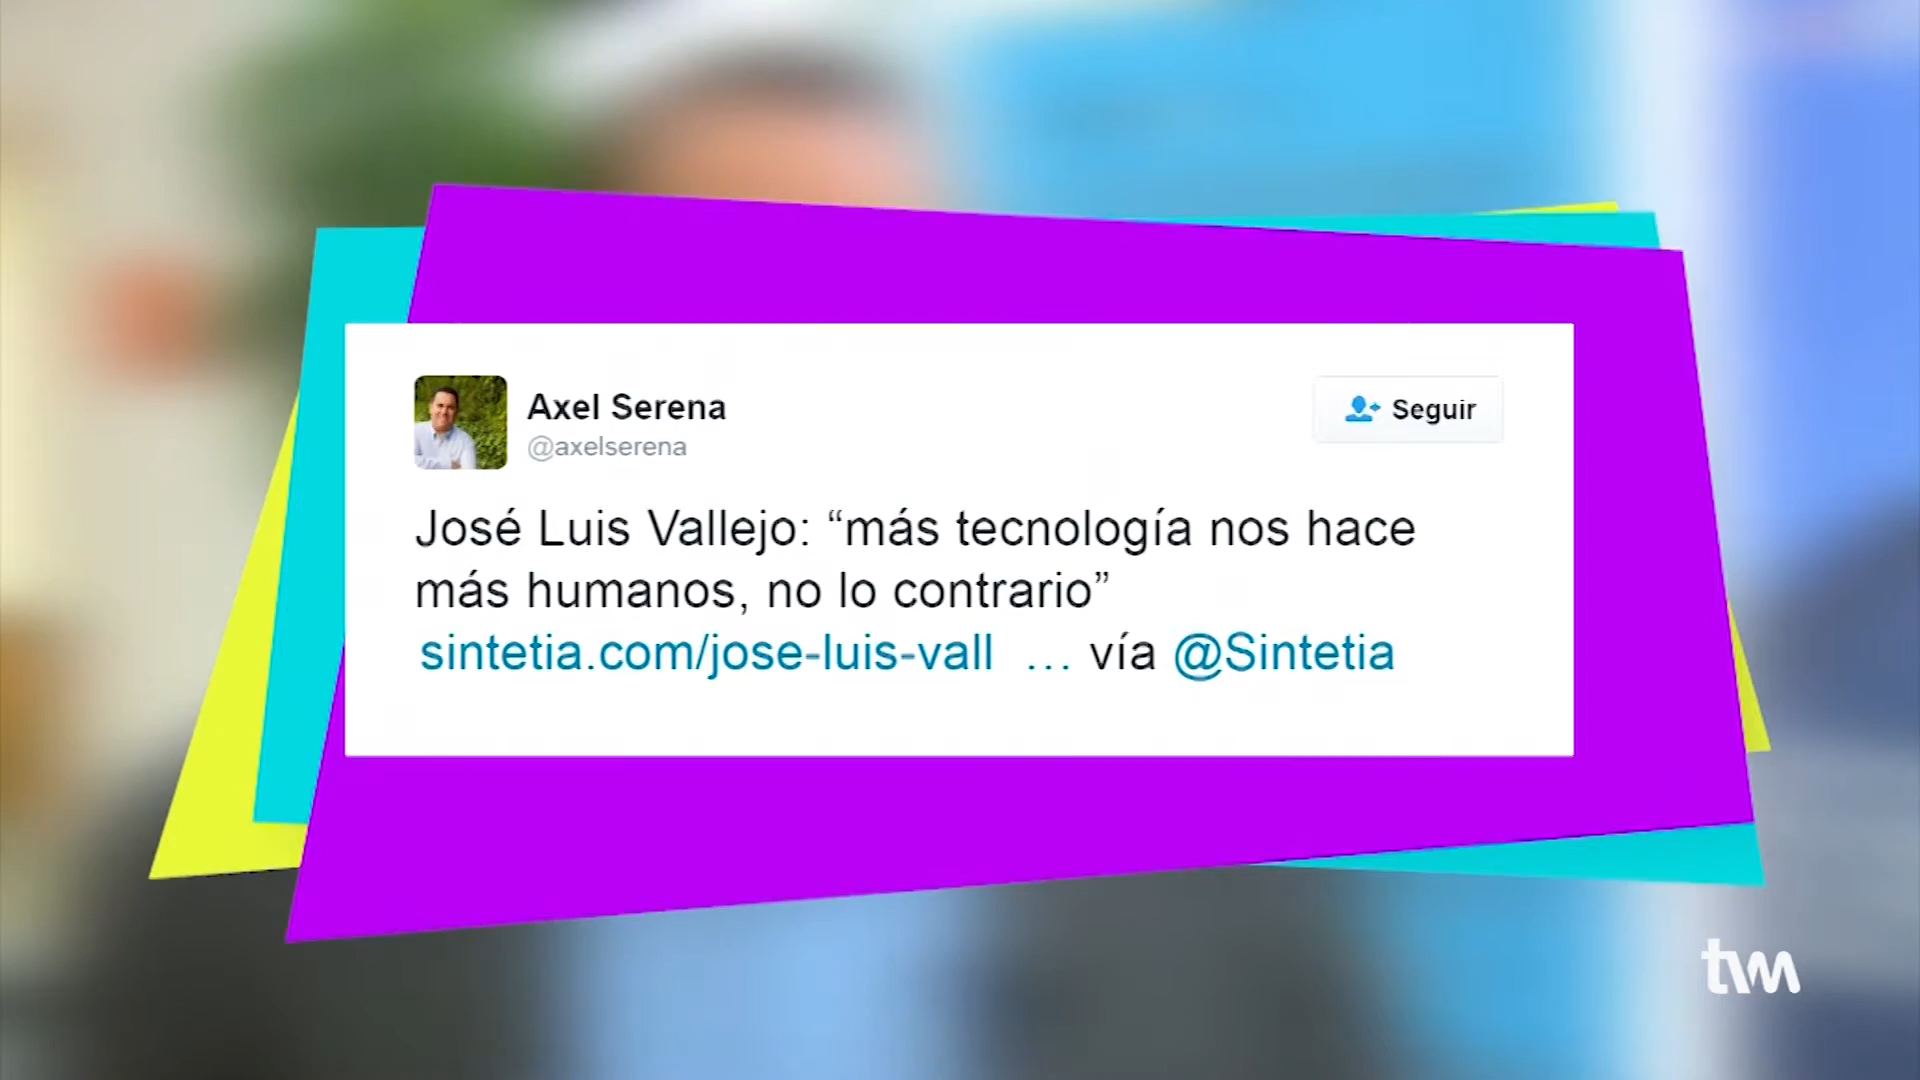 Axel Serena
@axelserena
Seguir
José Luis Vallejo: “más tecnología nos hace
más humanos, no lo contrario”
sintetia.com/jose-luis-vall ... vía @Sintetia
tvm